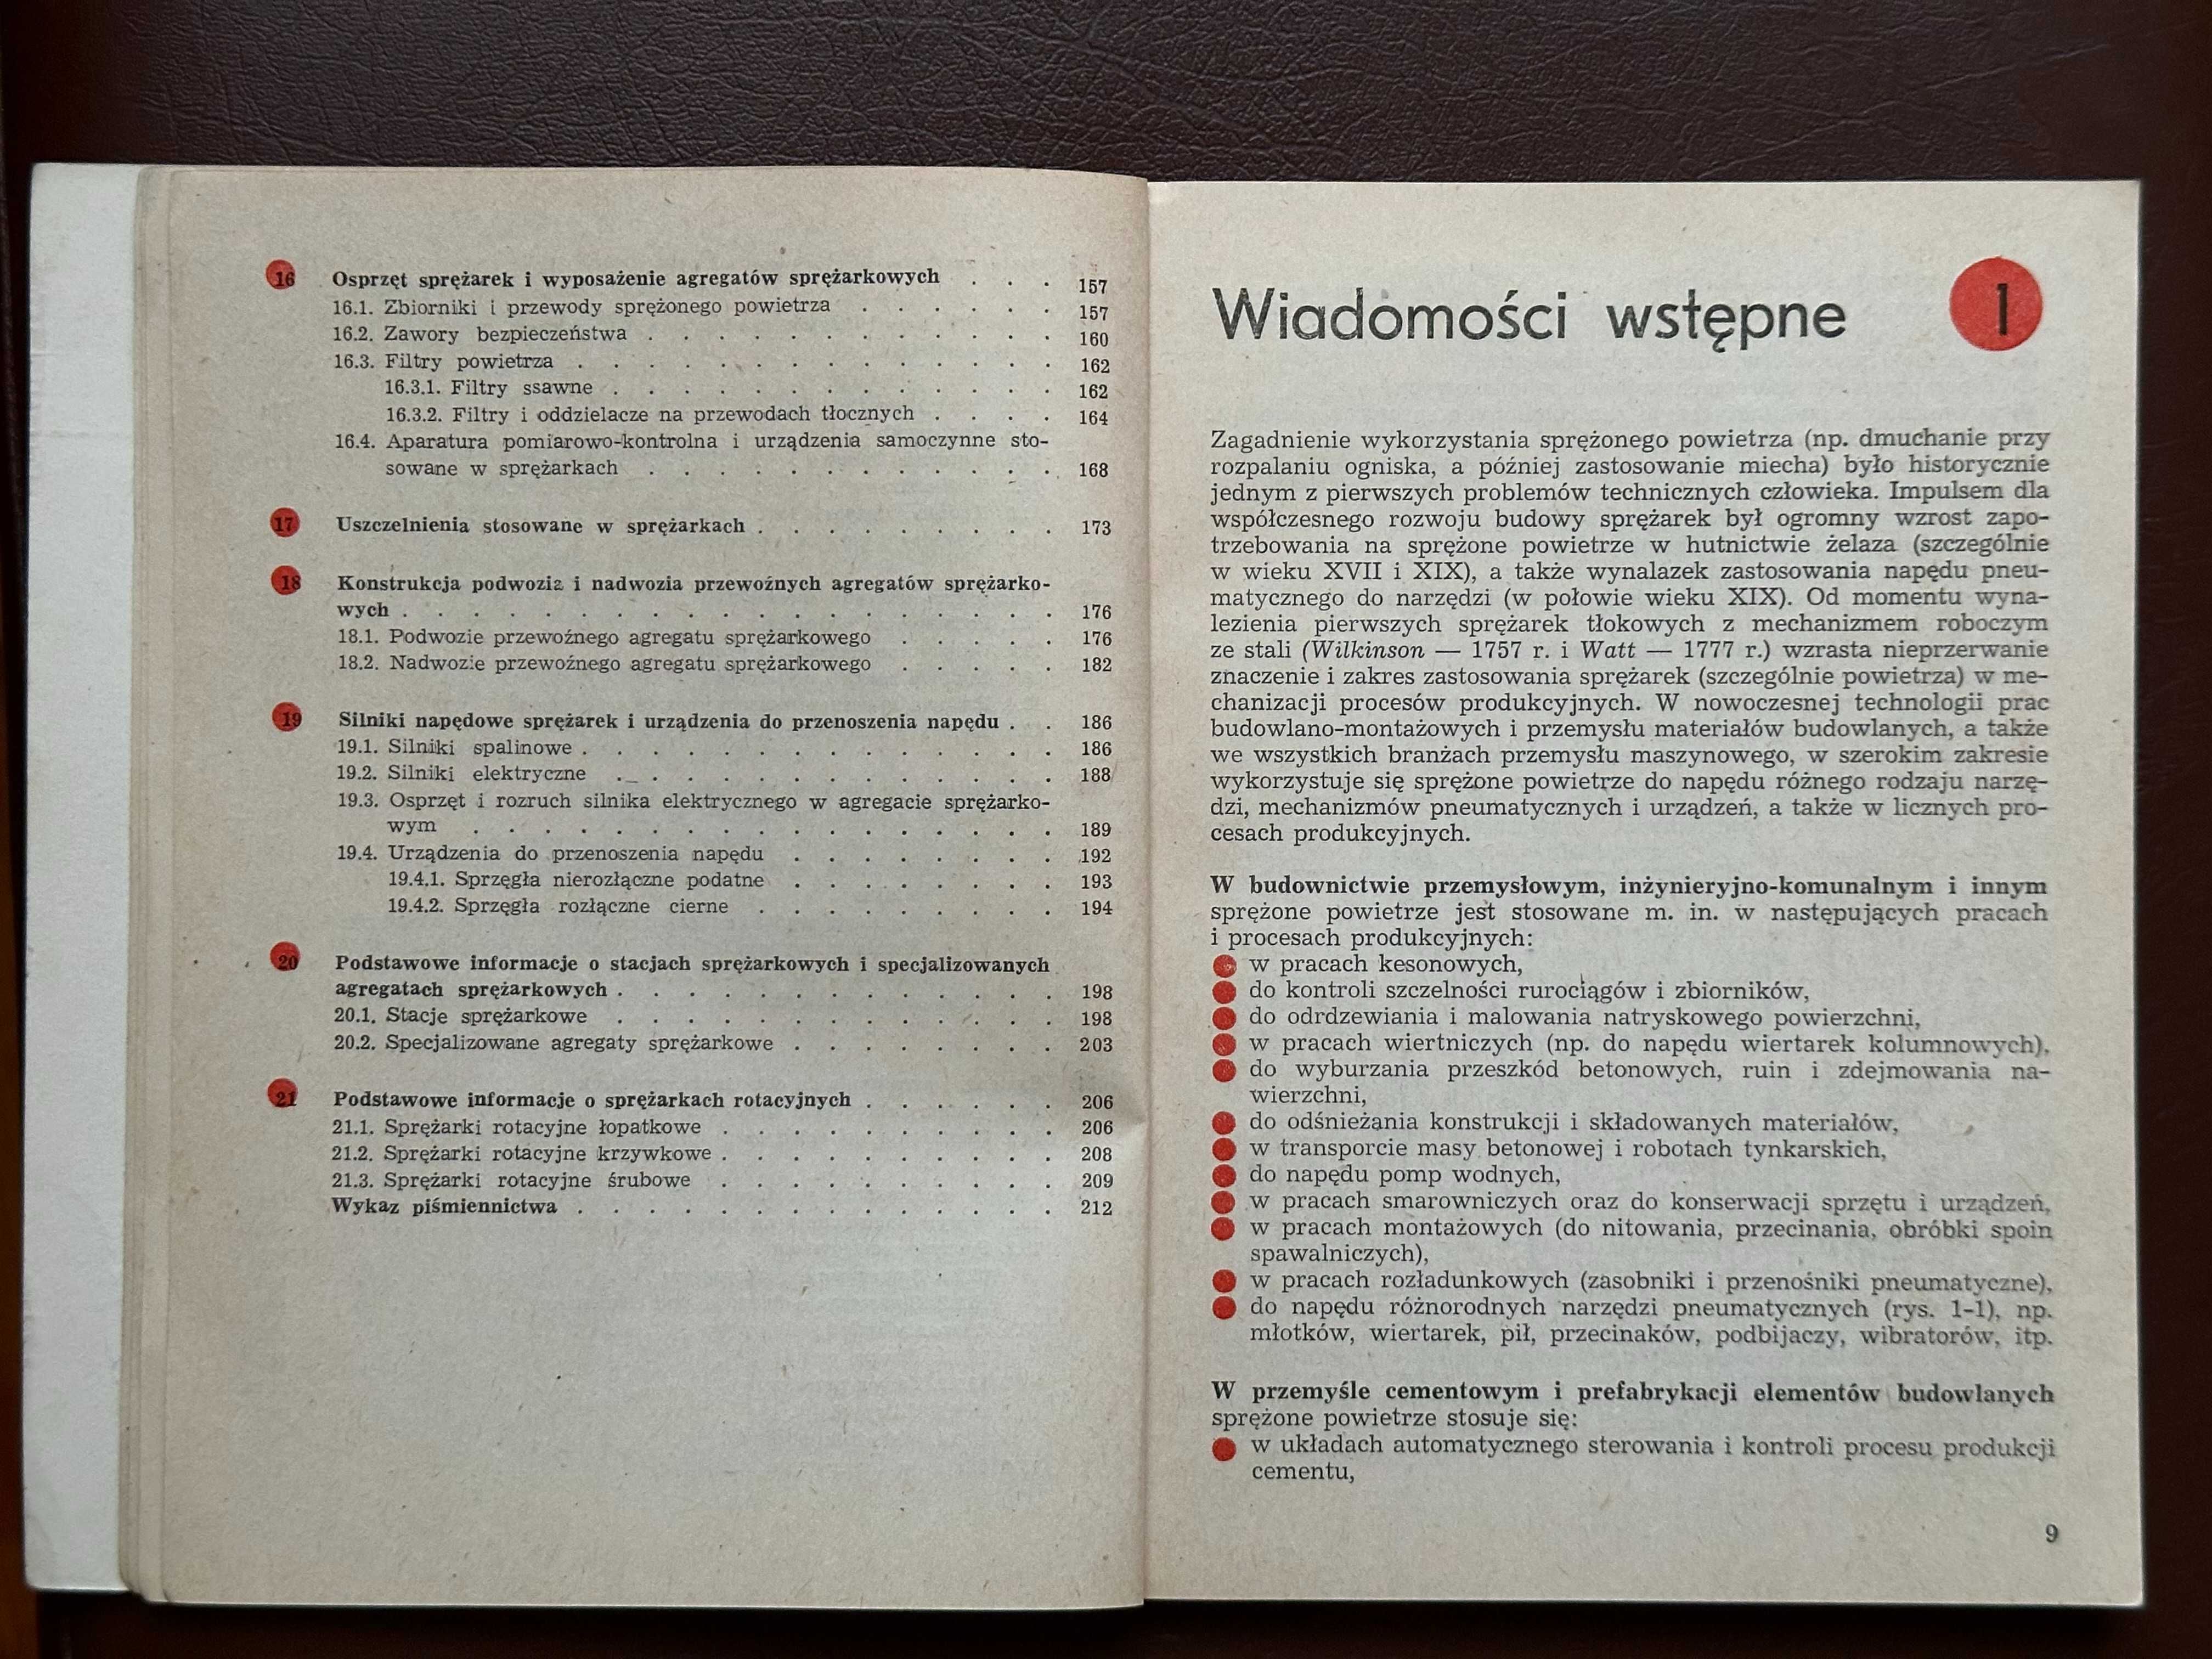 16 Osprzęt sprężarek i wyposażenie agregatów sprężarkowych . . . 157
16.1. Zbiorniki i przewody sprężonego powietrza . . . . . . 157
16.2. Zawory bezpieczeństwa . . . . . . . . . . . . 160
16.3. Filtry powietrza . . . . . . . . . . . . . . 162
16.3.1. Filtry ssawne . . . . . . . . . . . . . 162
16.3.2. Filtry i oddzielacze na przewodach tłocznych . . . . 164
16.4. Aparatura pomiarowo-kontrolna i urządzenia samoczynne sto-
sowane w sprężarkach . . . . . . . . . . . . 168
17 Uszczelnienia stosowane w sprężarkach . . . . . . . . . 173
18 Konstrukcja podwozia i nadwozia przewoźnych agregatów sprężarko-
wych . . . . . . . . . . . . . . . . . . . 176
18.1. Podwozie przewoźnego agregatu sprężarkowego . . . . . 176
18.2. Nadwozie przewoźnego agregatu sprężarkowego . . . . . 182
19 Silniki napędowe sprężarek i urządzenia do przenoszenia napędu . . 186
19.1. Silniki spalinowe . . . . . . . . . . . . . . 186
19.2. Silniki elektryczne . . . . . . . . . . . . . 188
19.3. Osprzęt i rozruch silnika elektrycznego w agregacie sprężarko-
wym . . . . . . . . . . . . . . . . . 189
19.4. Urządzenia do przenoszenia napędu . . . . . . . . 192
19.4.1. Sprzęgła nierozłączne podatne . . . . . . . . 193
19.4.2. Sprzęgła rozłączne cierne . . . . . . . . . 194
20 Podstawowe informacje o stacjach sprężarkowych i specjalizowanych
agregatach sprężarkowych . . . . . . . . . . . . . 198
20.1. Stacje sprężarkowe . . . . . . . . . . . . . 198
20.2. Specjalizowane agregaty sprężarkowe . . . . . . . . 203
21 Podstawowe informacje o sprężarkach rotacyjnych . . . . . . 206
21.1. Sprężarki rotacyjne łopatkowe . . . . . . . . . . 206
21.2. Sprężarki rotacyjne krzywkowe . . . . . . . . . . 208
21.3. Sprężarki rotacyjne śrubowe . . . . . . . . . . 209
Wykaz piśmiennictwa . . . . . . . . . . . . . . 212
Wiadomości wstępne 1
Zagadnienie wykorzystania sprężonego powietrza (np. dmuchanie przy
rozpalaniu ogniska, a później zastosowanie miecha) było historycznie
jednym z pierwszych problemów technicznych człowieka. Impulsem dla
współczesnego rozwoju budowy sprężarek był ogromny wzrost zapo-
trzebowania na sprężone powietrze w hutnictwie żelaza (szczególnie
w wieku XVII i XIX), a także wynalazek zastosowania napędu pneu-
matycznego do narzędzi (w połowie wieku XIX). Od momentu wyna-
lezienia pierwszych sprężarek tłokowych z mechanizmem roboczym
ze stali (Wilkinson — 1757 r. i Watt — 1777 r.) wzrasta nieprzerwanie
znaczenie i zakres zastosowania sprężarek (szczególnie powietrza) w me-
chanizacji procesów produkcyjnych. W nowoczesnej technologii prac
budowlano-montażowych i przemysłu materiałów budowlanych, a także
we wszystkich branżach przemysłu maszynowego, w szerokim zakresie
wykorzystuje się sprężone powietrze do napędu różnego rodzaju narzę-
dzi, mechanizmów pneumatycznych i urządzeń, a także w licznych pro-
cesach produkcyjnych.
W budownictwie przemysłowym, inżynieryjno-komunalnym i innym
sprężone powietrze jest stosowane m. in. w następujących pracach
i procesach produkcyjnych:
● w pracach kesonowych,
● do kontroli szczelności rurociągów i zbiorników,
● do odrdzewiania i malowania natryskowego powierzchni,
● w pracach wiertniczych (np. do napędu wiertarek kolumnowych),
● do wyburzania przeszkód betonowych, ruin i zdejmowania na-
wierzchni,
● do odśnieżania konstrukcji i składowanych materiałów,
● w transporcie masy betonowej i robotach tynkarskich,
● do napędu pomp wodnych,
● w pracach smarowniczych oraz do konserwacji sprzętu i urządzeń,
● w pracach montażowych (do nitowania, przecinania, obróbki spoin
spawalniczych),
● w pracach rozładunkowych (zasobniki i przenośniki pneumatyczne),
● do napędu różnorodnych narzędzi pneumatycznych (rys. 1-1), np.
młotków, wiertarek, pił, przecinaków, podbijaczy, wibratorów, itp.
W przemyśle cementowym i prefabrykacji elementów budowlanych
sprężone powietrze stosuje się:
● w układach automatycznego sterowania i kontroli procesu produkcji
cementu,
9